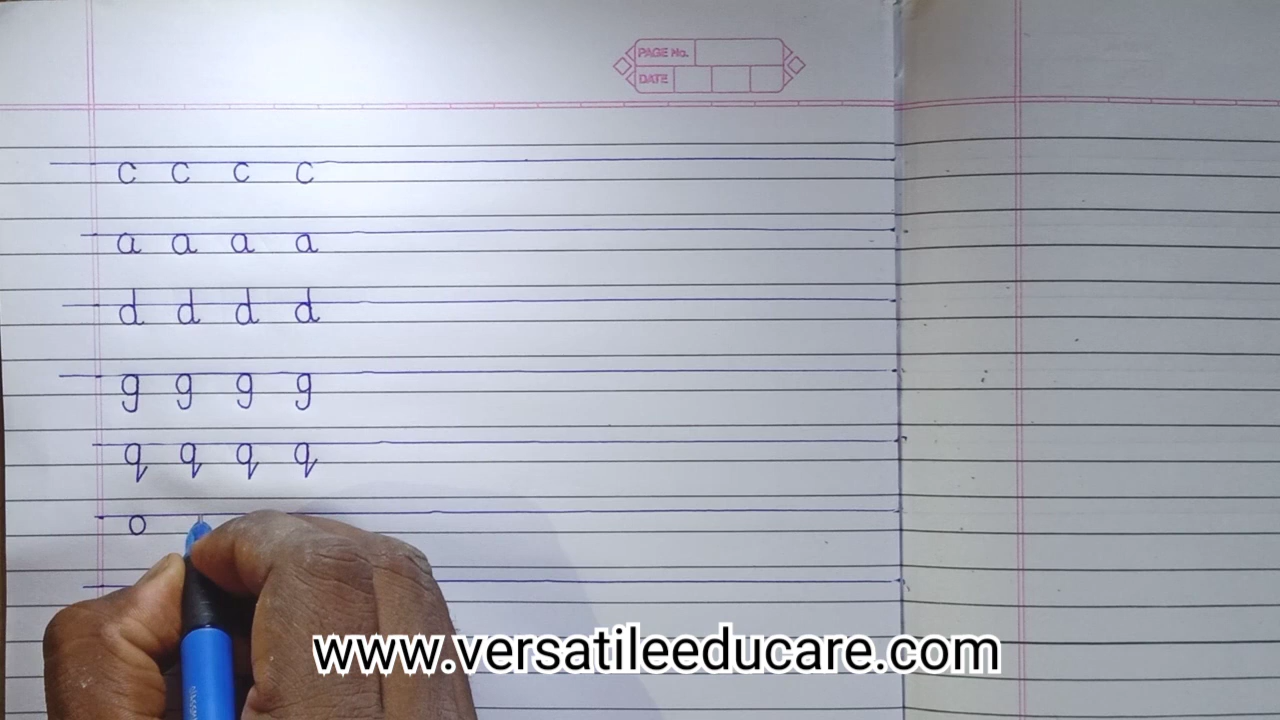 PAGE No.
DATE
c c c c
a a a a
d d d d
g g g g
q q q q
o
www.versatileeducare.com